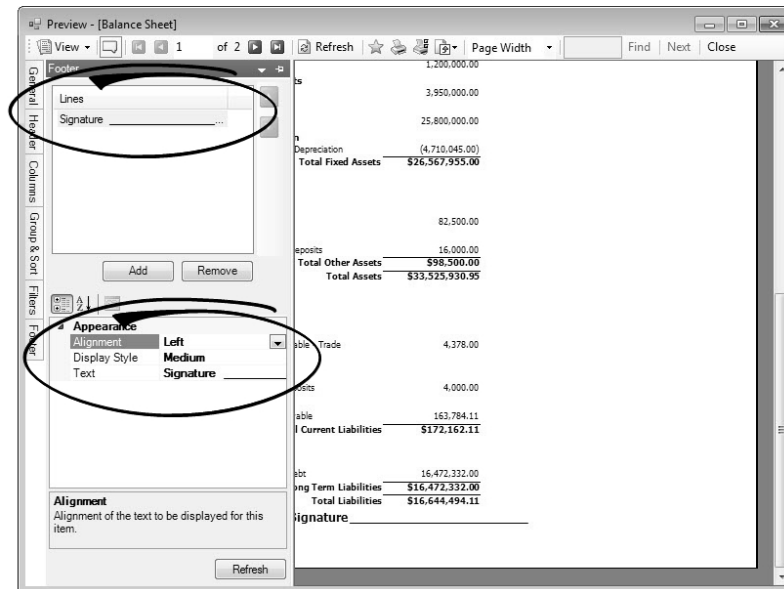 Preview - [Balance Sheet]
View 1 of 2 Refresh Page Width Find Next Close
Footer
General
Header
Columns
Group & Sort
Filters
Footer
Lines
Signature ____________________...
Add Remove
Appearance
Alignment Left
Display Style Medium
Text Signature ___________
Alignment
Alignment of the text to be displayed for this
item.
Refresh
1,200,000.00
ts
3,950,000.00
25,800,000.00
n
Depreciation (4,710,045.00)
Total Fixed Assets $26,567,955.00
82,500.00
eposits 16,000.00
Total Other Assets $98,500.00
Total Assets $33,525,930.95
able - Trade 4,378.00
posits 4,000.00
able 163,784.11
l Current Liabilities $172,162.11
ebt 16,472,332.00
ong Term Liabilities $16,472,332.00
Total Liabilities $16,644,494.11
Signature______________________________